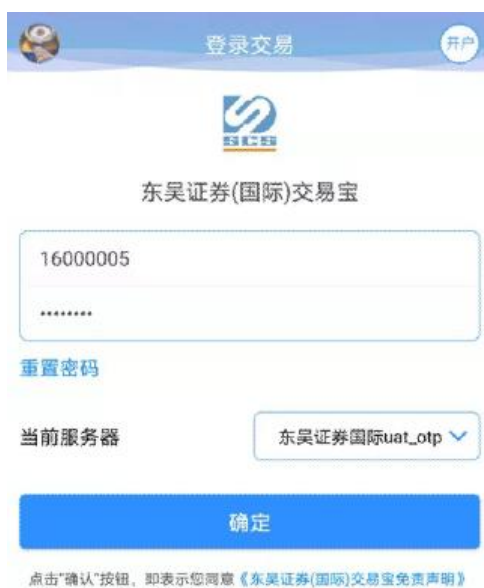 登录交易
开户
SCS
东吴证券(国际)交易宝
16000005
········
重置密码
当前服务器
东吴证券国际uat_otp
确定
点击"确认"按钮，即表示您同意《东吴证券(国际)交易宝免责声明》